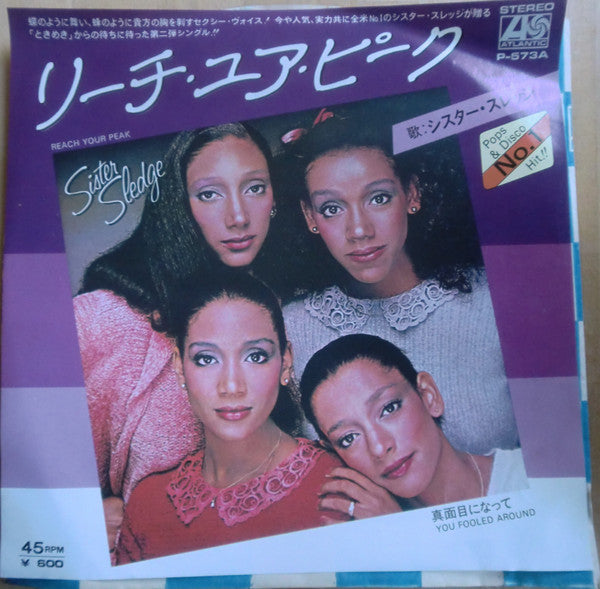 蝶のように舞い、蜂のように貴方の胸を刺すセクシー・ヴォイス! 今や人気、実力共に全米No.1のシスター・スレッジが贈る
「ときめき」からの待ちに待った第二弾シングル!!
STEREO
ATLANTIC
P-573A
リーチ・ユア・ピーク
REACH YOUR PEAK
歌:シスター・スレッジ
Pops
& Disco
No.1
Hit!!
Sister
Sledge
真面目になって
YOU FOOLED AROUND
45RPM
¥ 600